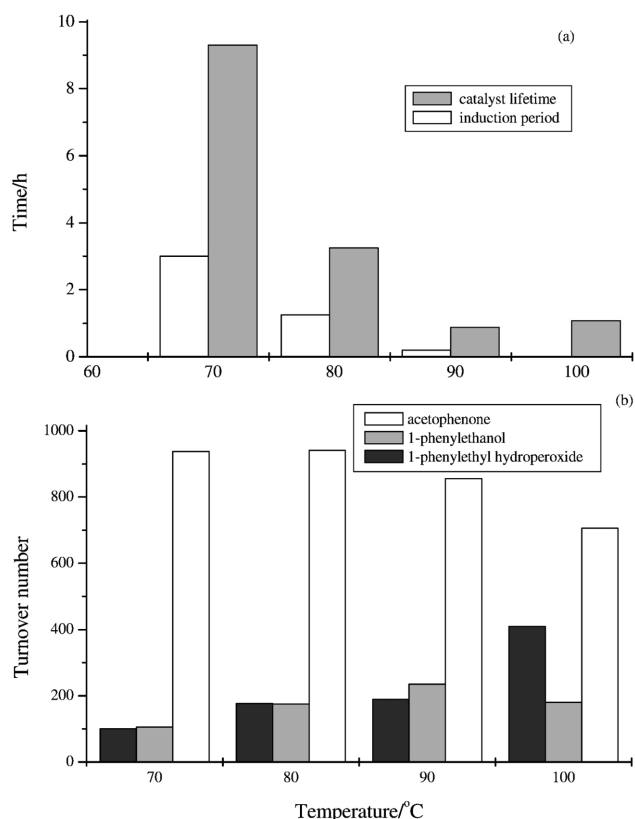 (a)
10
8
6
4
2
0
Time/h
catalyst lifetime
induction period
60 70 80 90 100
(b)
acetophenone
1-phenylethanol
1-phenylethyl hydroperoxide
1000
800
600
400
200
0
Turnover number
70 80 90 100
Temperature/°C